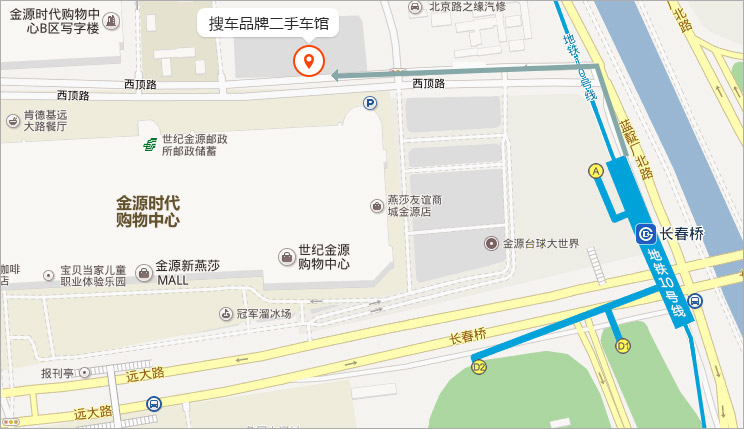 金源时代购物中
心B区写字楼
搜车品牌二手车馆
北京路之缘汽修
地铁10号线
西顶路
西顶路
西顶路
P
肯德基远
大路餐厅
世纪金源邮政
所邮政储蓄
蓝靛厂北路
A
金源时代
购物中心
燕莎友谊商
城金源店
长春桥
金源台球大世界
世纪金源
购物中心
咖啡
店
宝贝当家儿童
职业体验乐园
金源新燕莎
MALL
地铁10号线
冠军溜冰场
长春桥
D1
D2
报刊亭
远大路
远大路